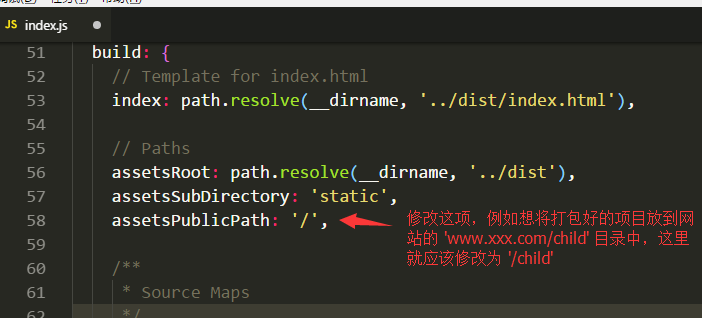 index.js
51 build: {
52 // Template for index.html
53 index: path.resolve(__dirname, '../dist/index.html'),
54
55 // Paths
56 assetsRoot: path.resolve(__dirname, '../dist'),
57 assetsSubDirectory: 'static',
58 assetsPublicPath: '/',
修改这项，例如想将打包好的项目放到网
站的 'www.xxx.com/child' 目录中，这里
就应该修改为 '/child'
59
60 /**
61 * Source Maps
62 */